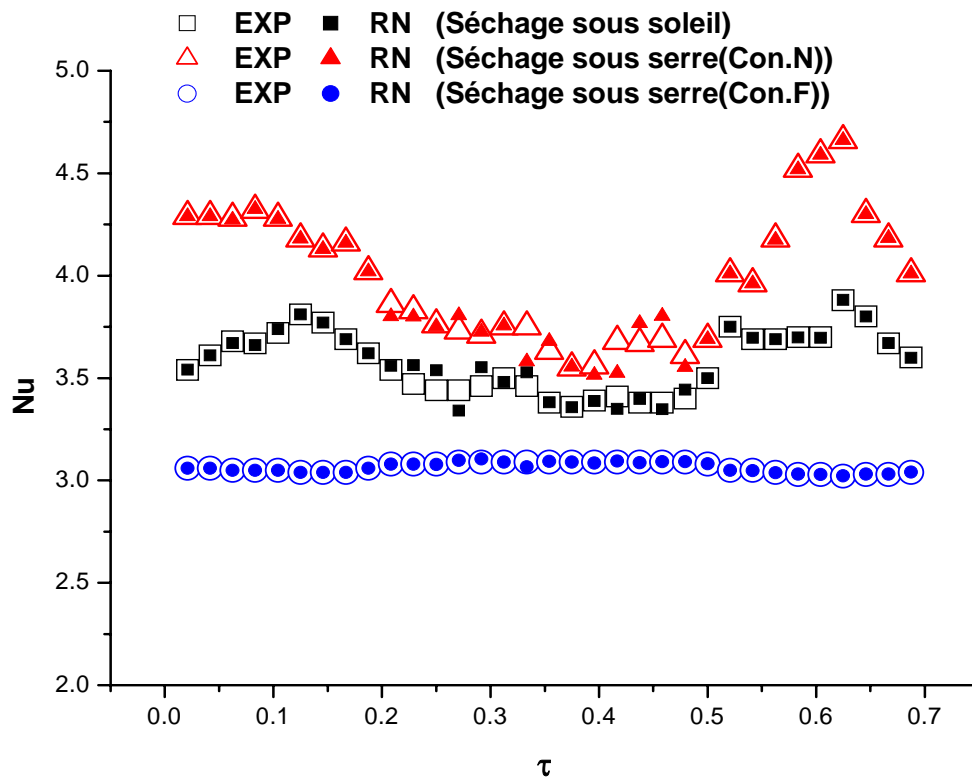 EXP RN (Séchage sous soleil)
EXP RN (Séchage sous serre(Con.N))
EXP RN (Séchage sous serre(Con.F))
5.0
4.5
4.0
3.5
3.0
2.5
2.0
Nu
0.0 0.1 0.2 0.3 0.4 0.5 0.6 0.7
τ